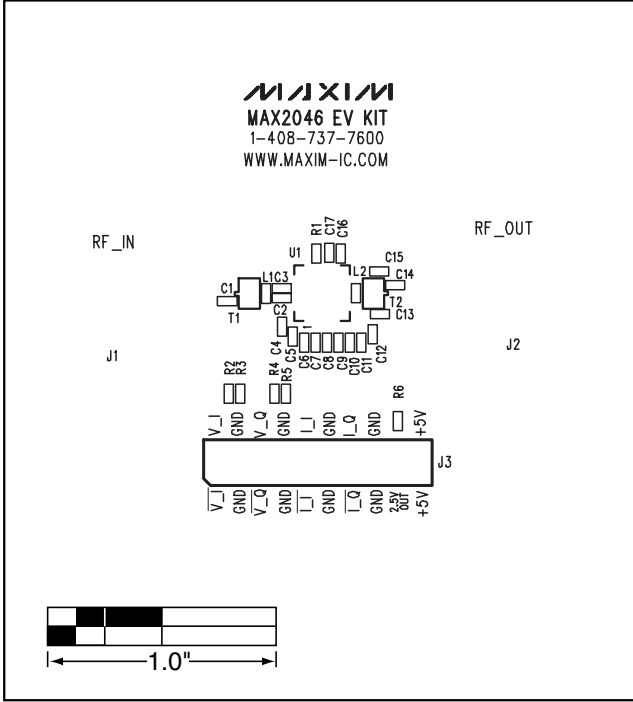 MAXIM
MAX2046 EV KIT
1-408-737-7600
WWW.MAXIM-IC.COM
RF_IN
RF_OUT
R1
C17
C16
U1
C15
C14
C1
L1
C3
L2
T1
C2
T2
C13
1
C4
C5
C6
C7
C8
C9
C10
C11
C12
J1
J2
R2
R3
R4
R5
R6
V_I
GND
V_Q
GND
I_I
GND
I_Q
GND
+5V
J3
V_I
GND
V_Q
GND
I_I
GND
I_Q
GND
2.5V
OUT
+5V
1.0"